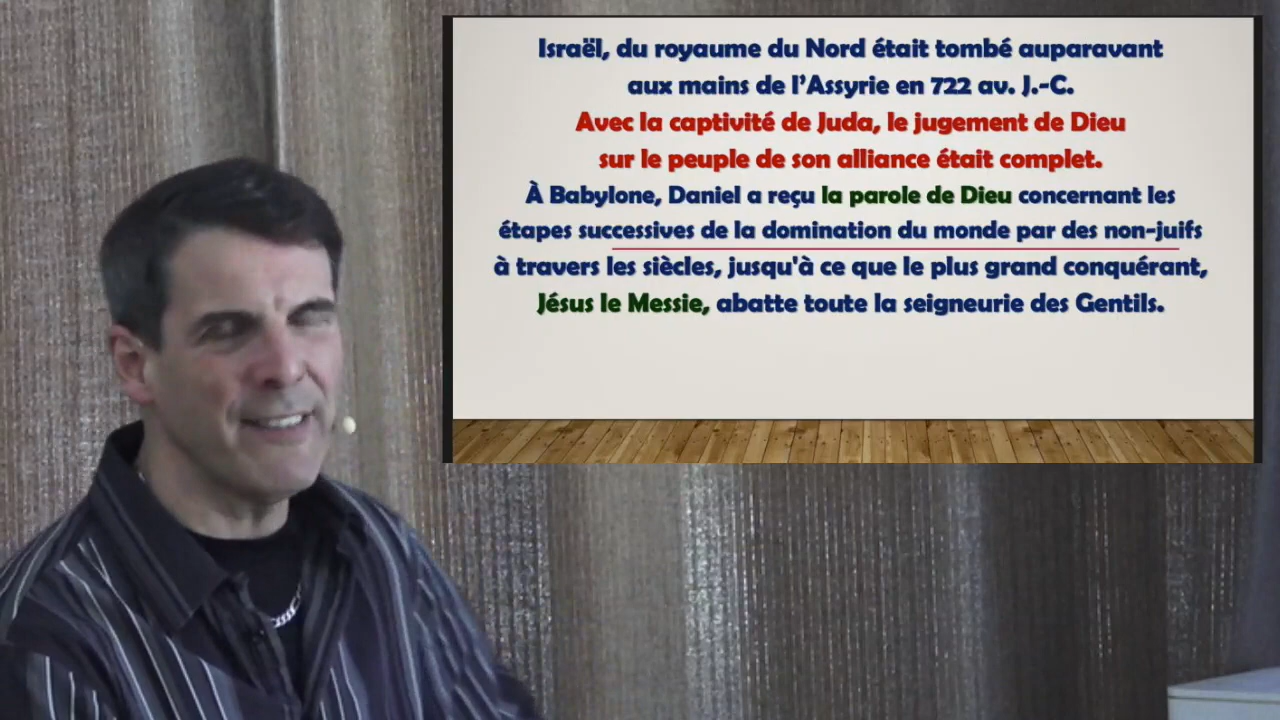 Israël, du royaume du Nord était tombé auparavant
aux mains de l’Assyrie en 722 av. J.-C.
Avec la captivité de Juda, le jugement de Dieu
sur le peuple de son alliance était complet.
À Babylone, Daniel a reçu la parole de Dieu concernant les
étapes successives de la domination du monde par des non-juifs
à travers les siècles, jusqu'à ce que le plus grand conquérant,
Jésus le Messie, abatte toute la seigneurie des Gentils.